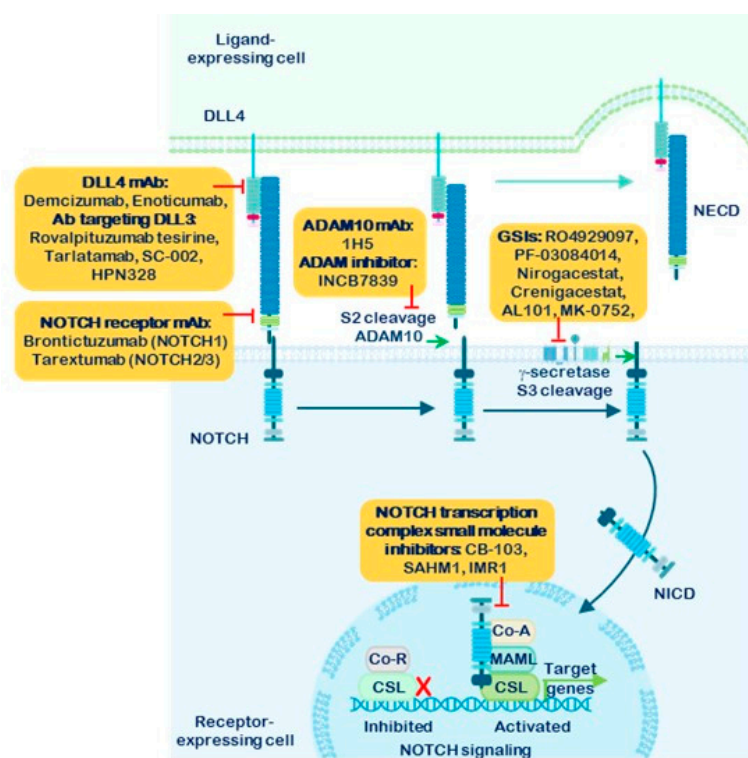 Ligand-
expressing cell
DLL4
DLL4 mAb:
Demcizumab, Enoticumab,
Ab targeting DLL3:
Rovalpituzumab tesirine,
Tarlatamab, SC-002,
HPN328
NOTCH receptor mAb:
Brontictuzumab (NOTCH1)
Tarextumab (NOTCH2/3)
ADAM10 mAb:
1H5
ADAM inhibitor:
INCB7839
S2 cleavage
ADAM10
GSIs: RO4929097,
PF-03084014,
Nirogacestat,
Crenigacestat,
AL101, MK-0752,
NECD
γ-secretase
S3 cleavage
NOTCH
NOTCH transcription
complex small molecule
inhibitors: CB-103,
SAHM1, IMR1
NICD
Co-R
CSL
X
Co-A
MAML
CSL
Target
genes
Inhibited
Activated
NOTCH signaling
Receptor-
expressing cell